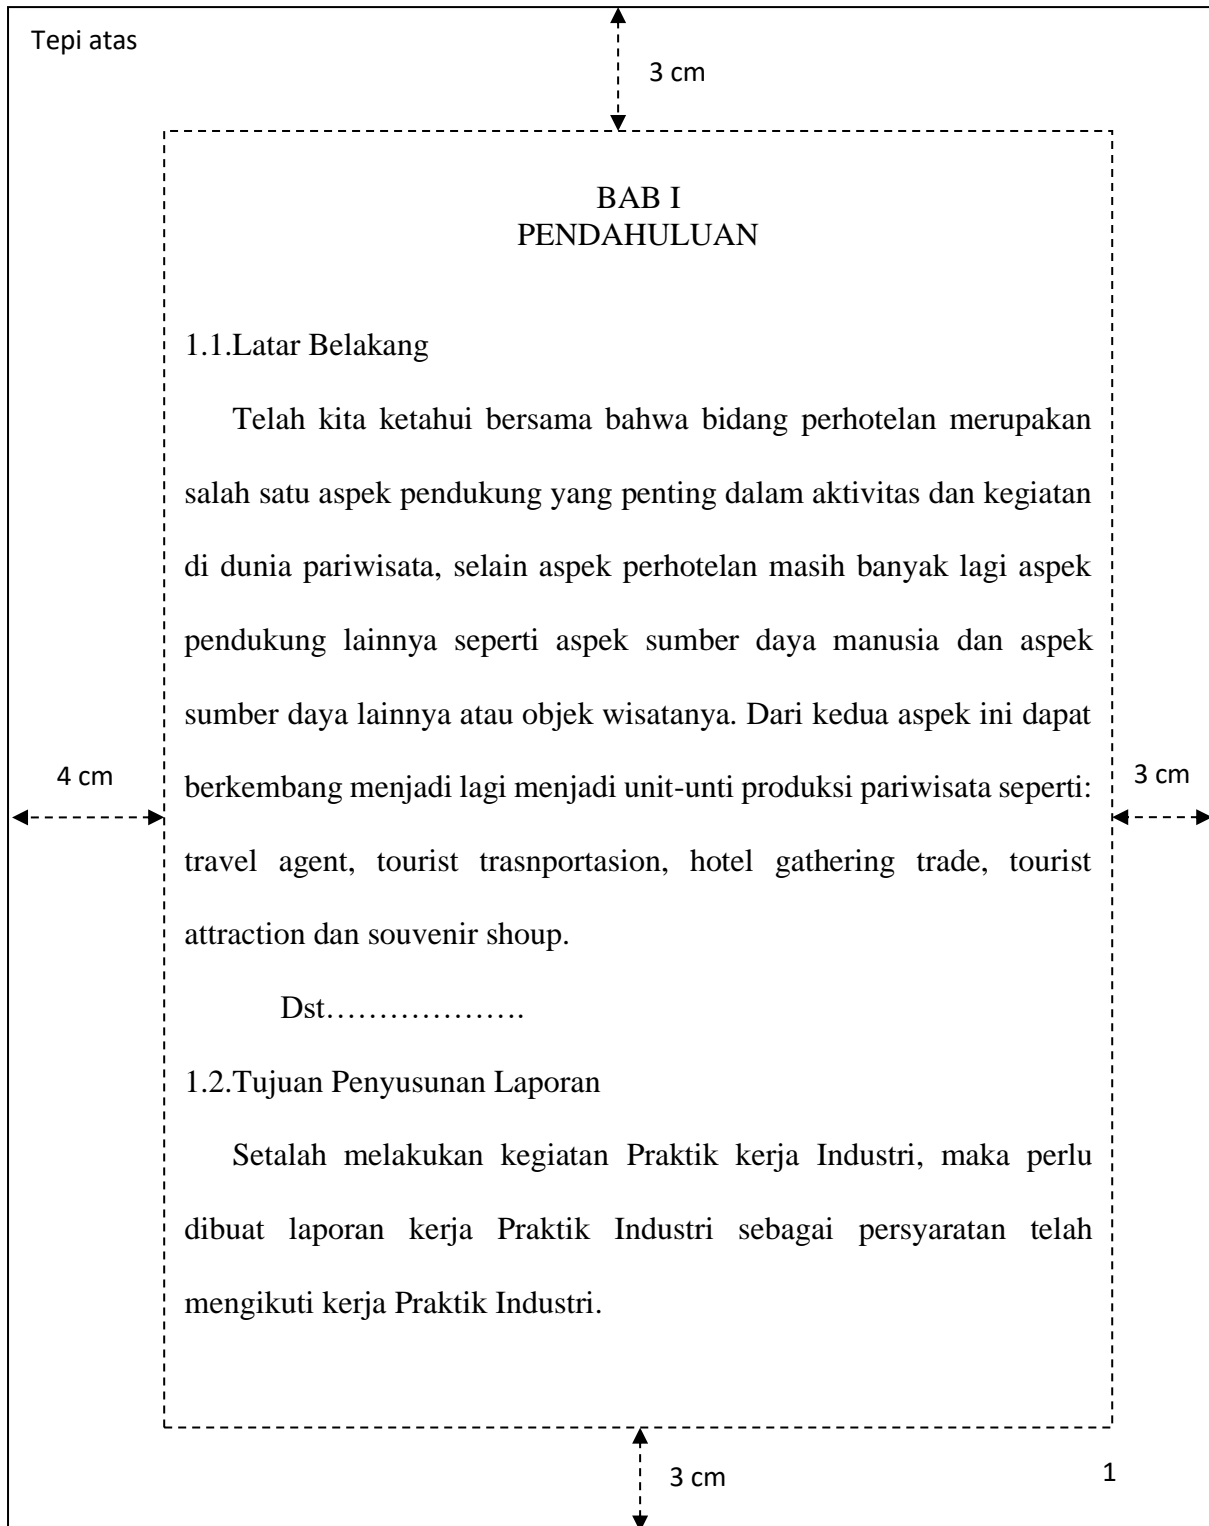 Tepi atas
3 cm
BAB I
PENDAHULUAN
1.1.Latar Belakang
Telah kita ketahui bersama bahwa bidang perhotelan merupakan
salah satu aspek pendukung yang penting dalam aktivitas dan kegiatan
di dunia pariwisata, selain aspek perhotelan masih banyak lagi aspek
pendukung lainnya seperti aspek sumber daya manusia dan aspek
sumber daya lainnya atau objek wisatanya. Dari kedua aspek ini dapat
4 cm
berkembang menjadi lagi menjadi unit-unti produksi pariwisata seperti:
3 cm
travel agent, tourist trasnportasion, hotel gathering trade, tourist
attraction dan souvenir shoup.
Dst……………….
1.2.Tujuan Penyusunan Laporan
Setalah melakukan kegiatan Praktik kerja Industri, maka perlu
dibuat laporan kerja Praktik Industri sebagai persyaratan telah
mengikuti kerja Praktik Industri.
3 cm
1